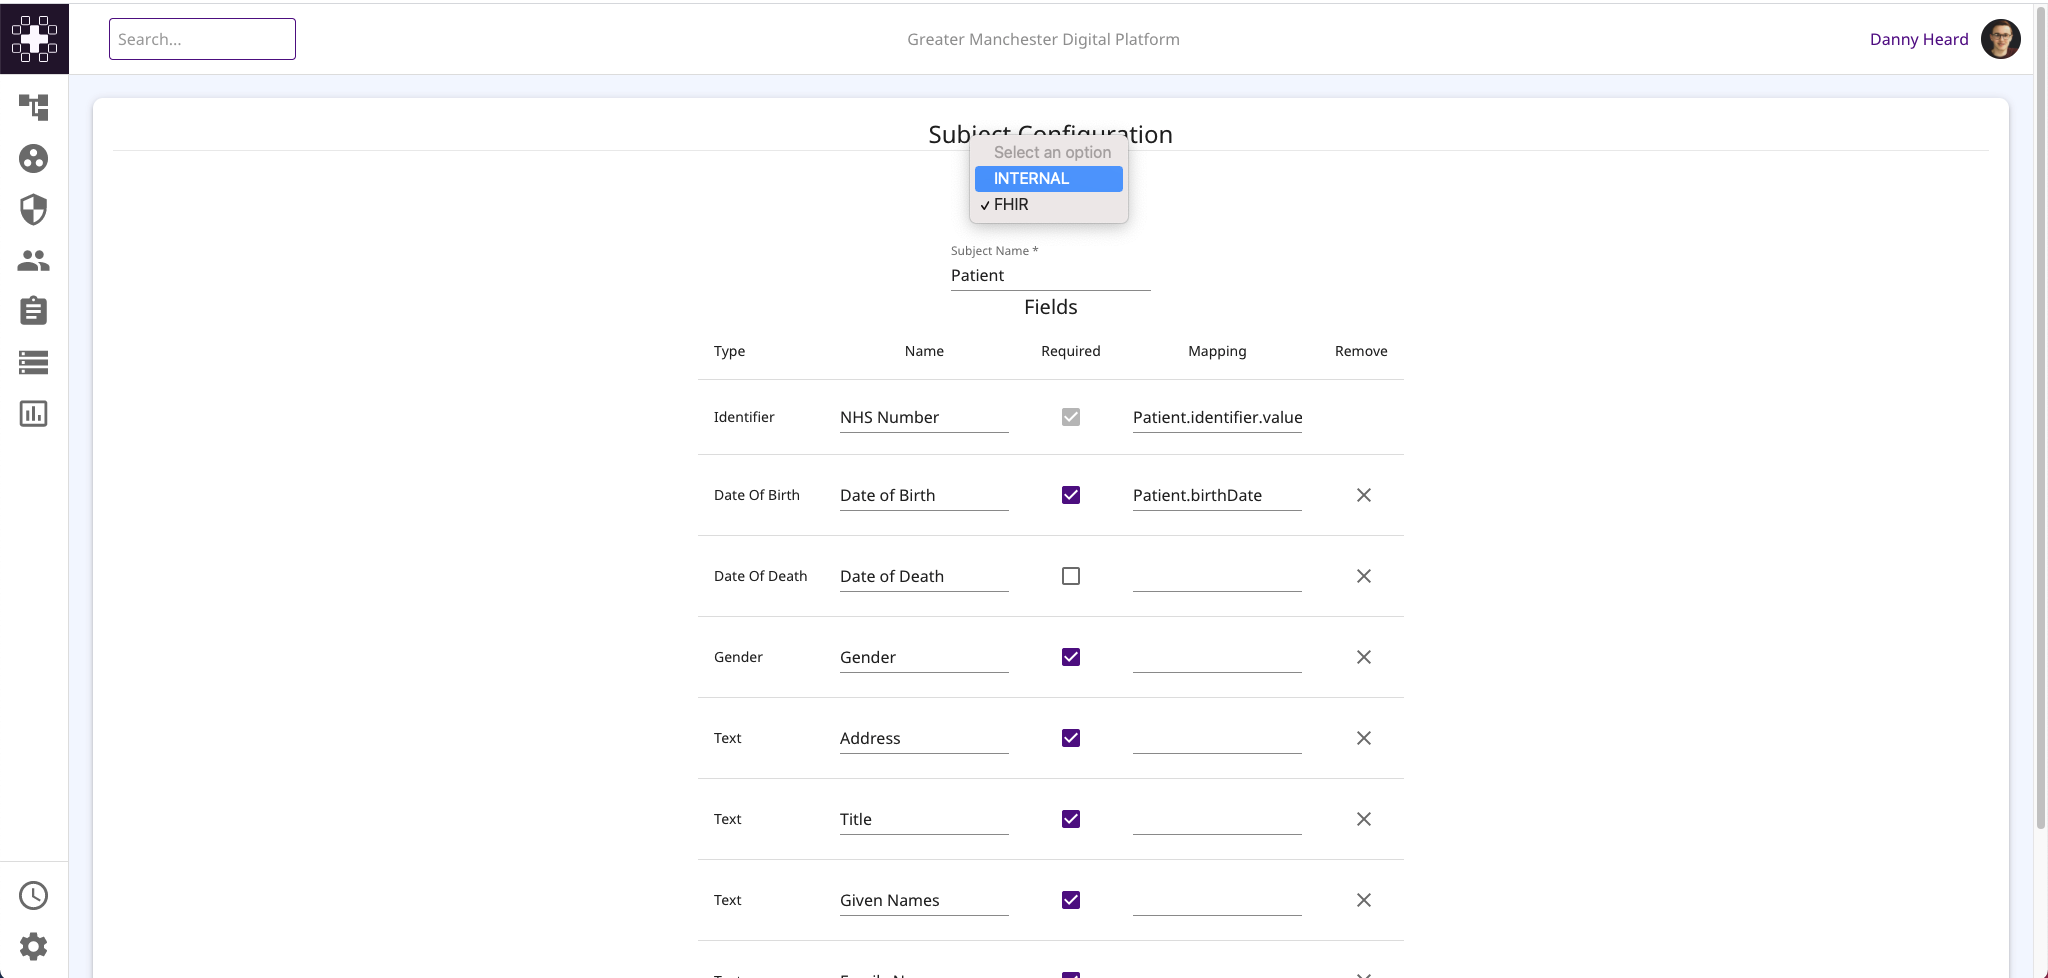 Search...
Greater Manchester Digital Platform
Danny Heard
Subject Configuration
Select an option
INTERNAL
✓ FHIR
Subject Name *
Patient
Fields
Type Name Required Mapping Remove
Identifier NHS Number Patient.identifier.value
Date Of Birth Date of Birth Patient.birthDate
Date Of Death Date of Death
Gender Gender
Text Address
Text Title
Text Given Names